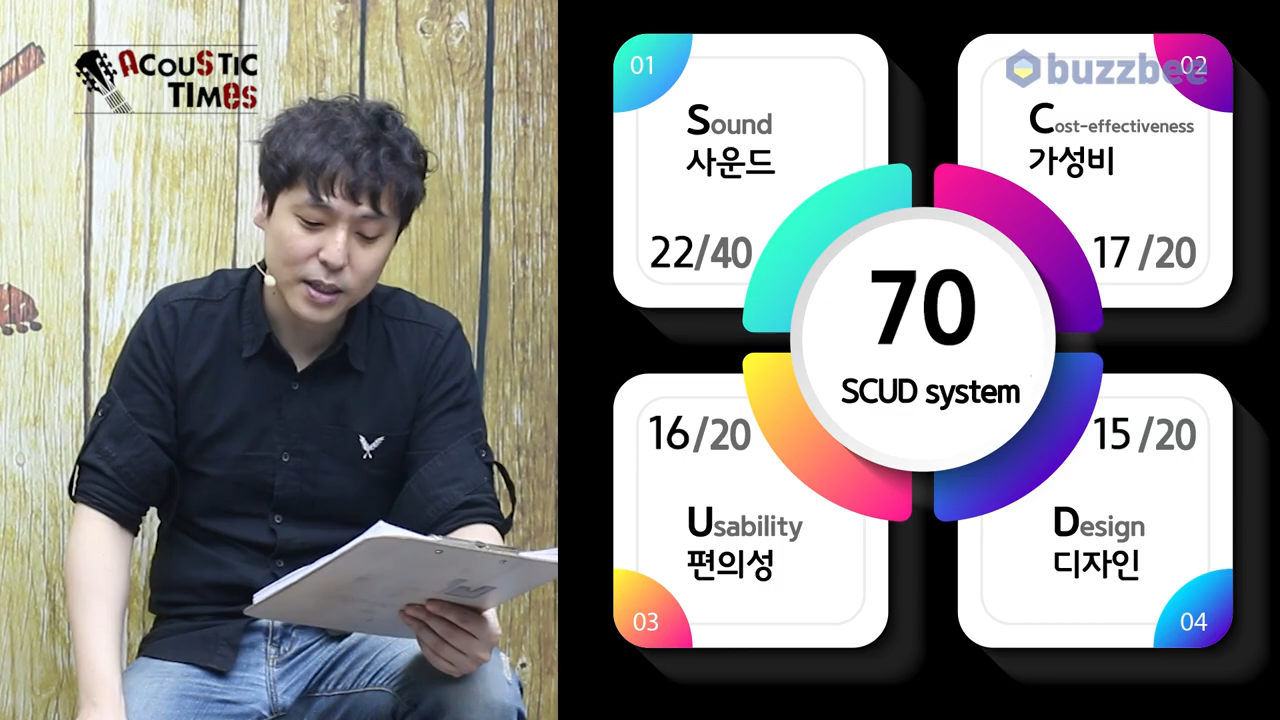 ACOUSTIC
TIMES
buzzbee
01
Sound
사운드
22/40
02
Cost-effectiveness
가성비
17/20
70
SCUD system
16/20
Usability
편의성
03
15/20
Design
디자인
04